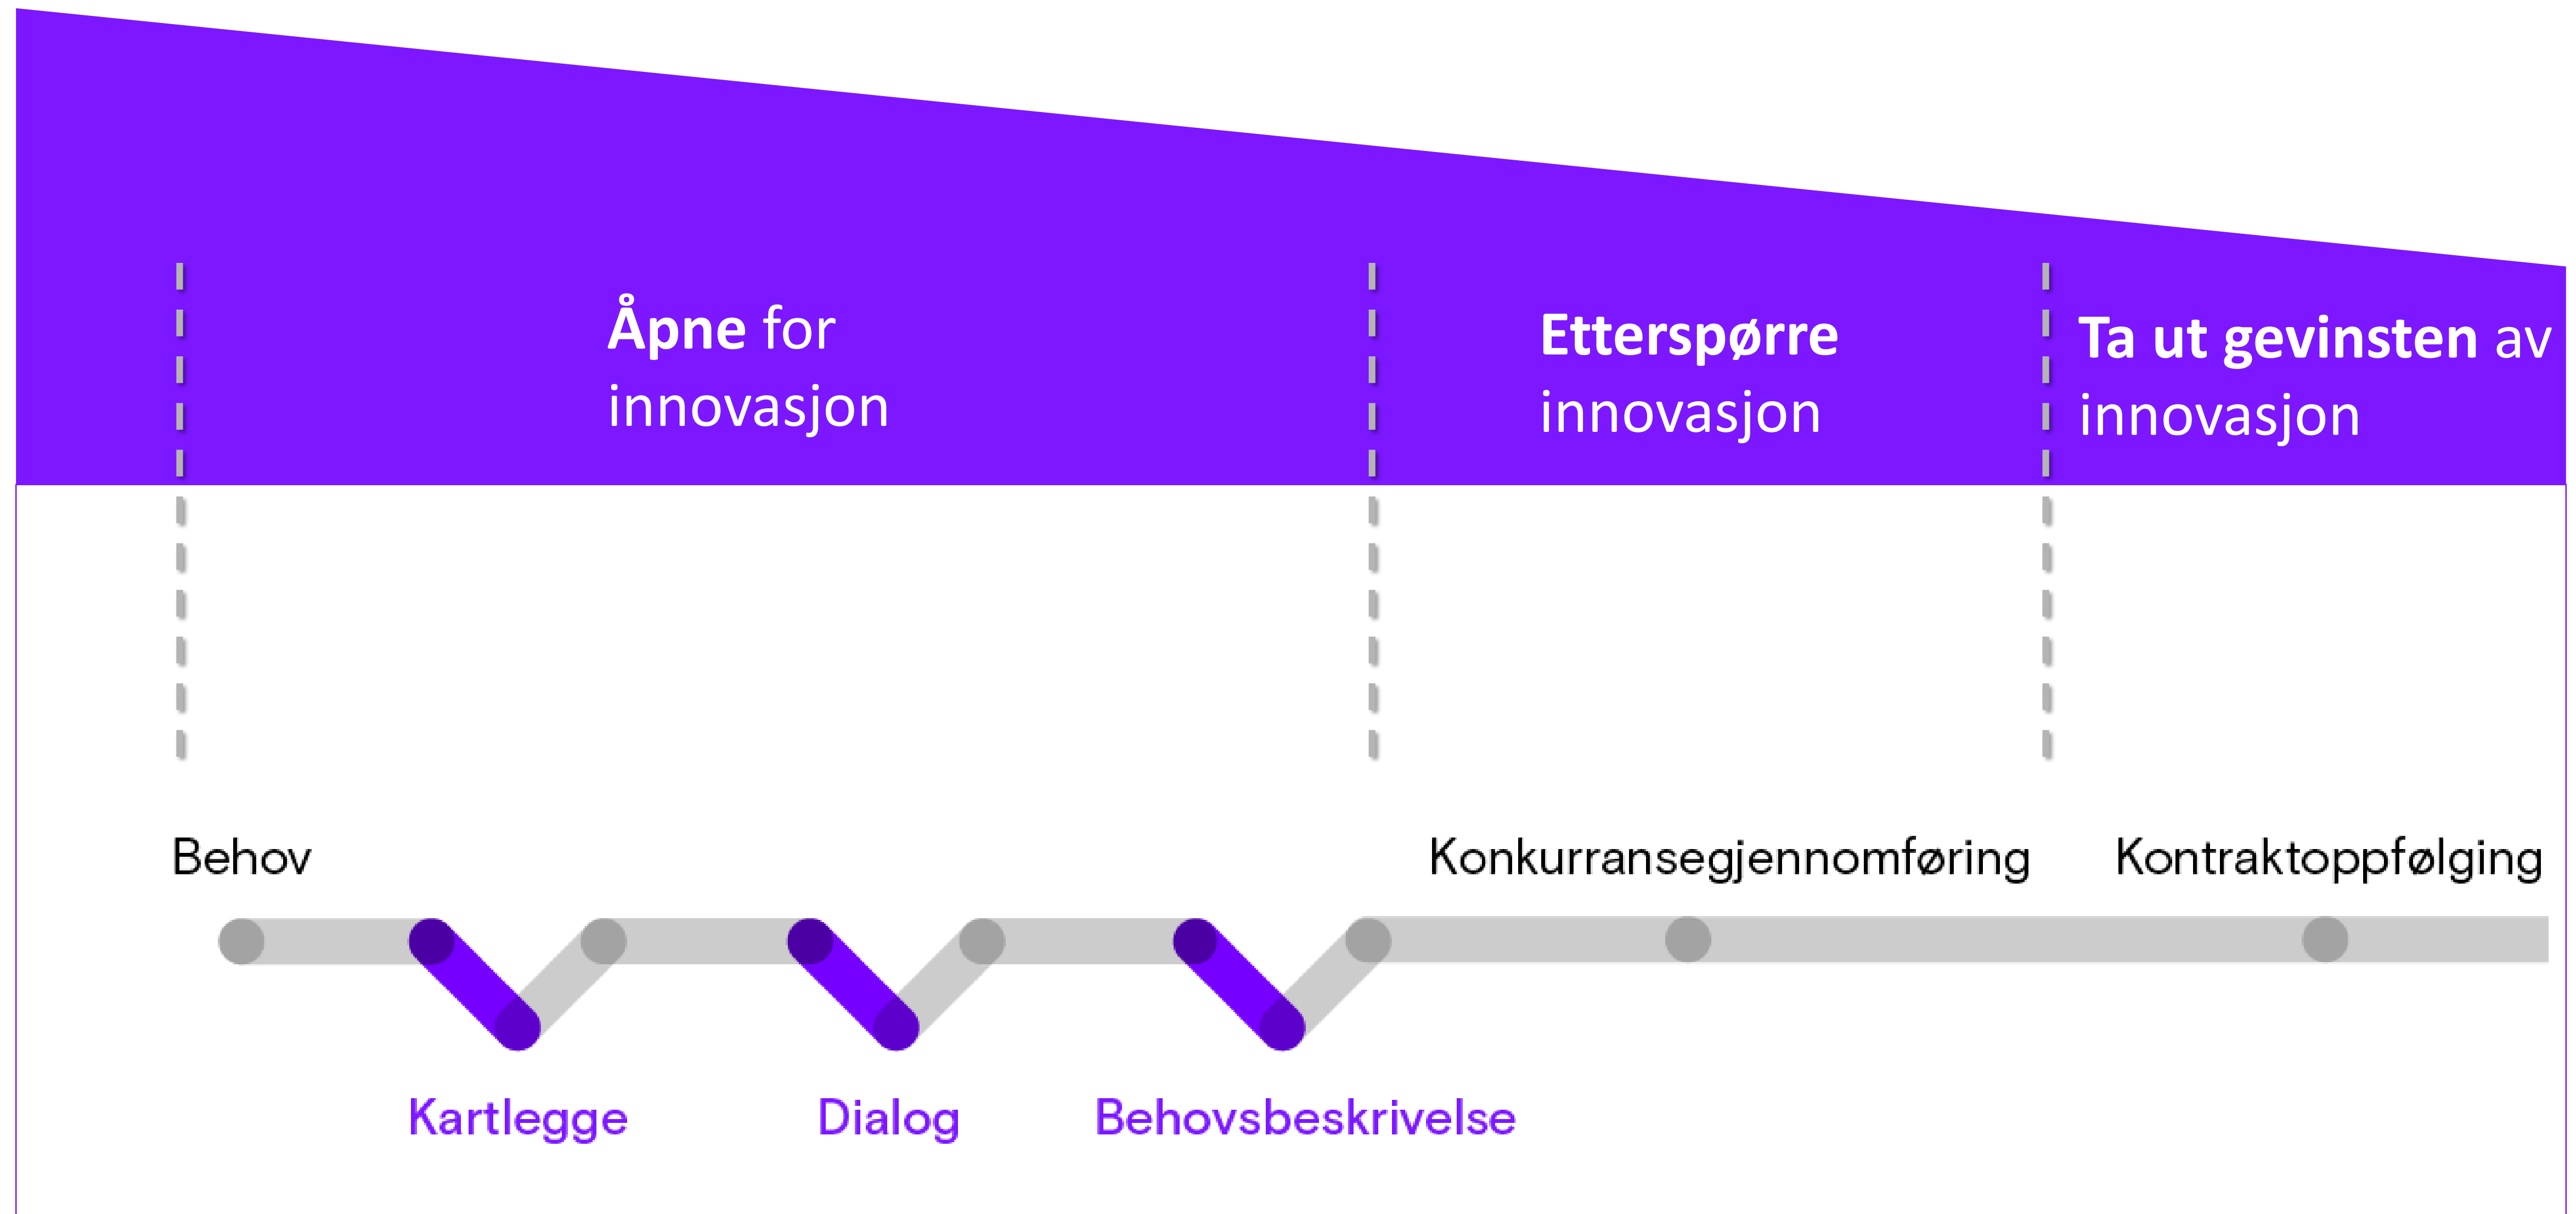 Åpne for
innovasjon
Etterspørre
innovasjon
Ta ut gevinsten av
innovasjon
Behov
Konkurransegjennomføring
Kontraktoppfølging
Kartlegge
Dialog
Behovsbeskrivelse